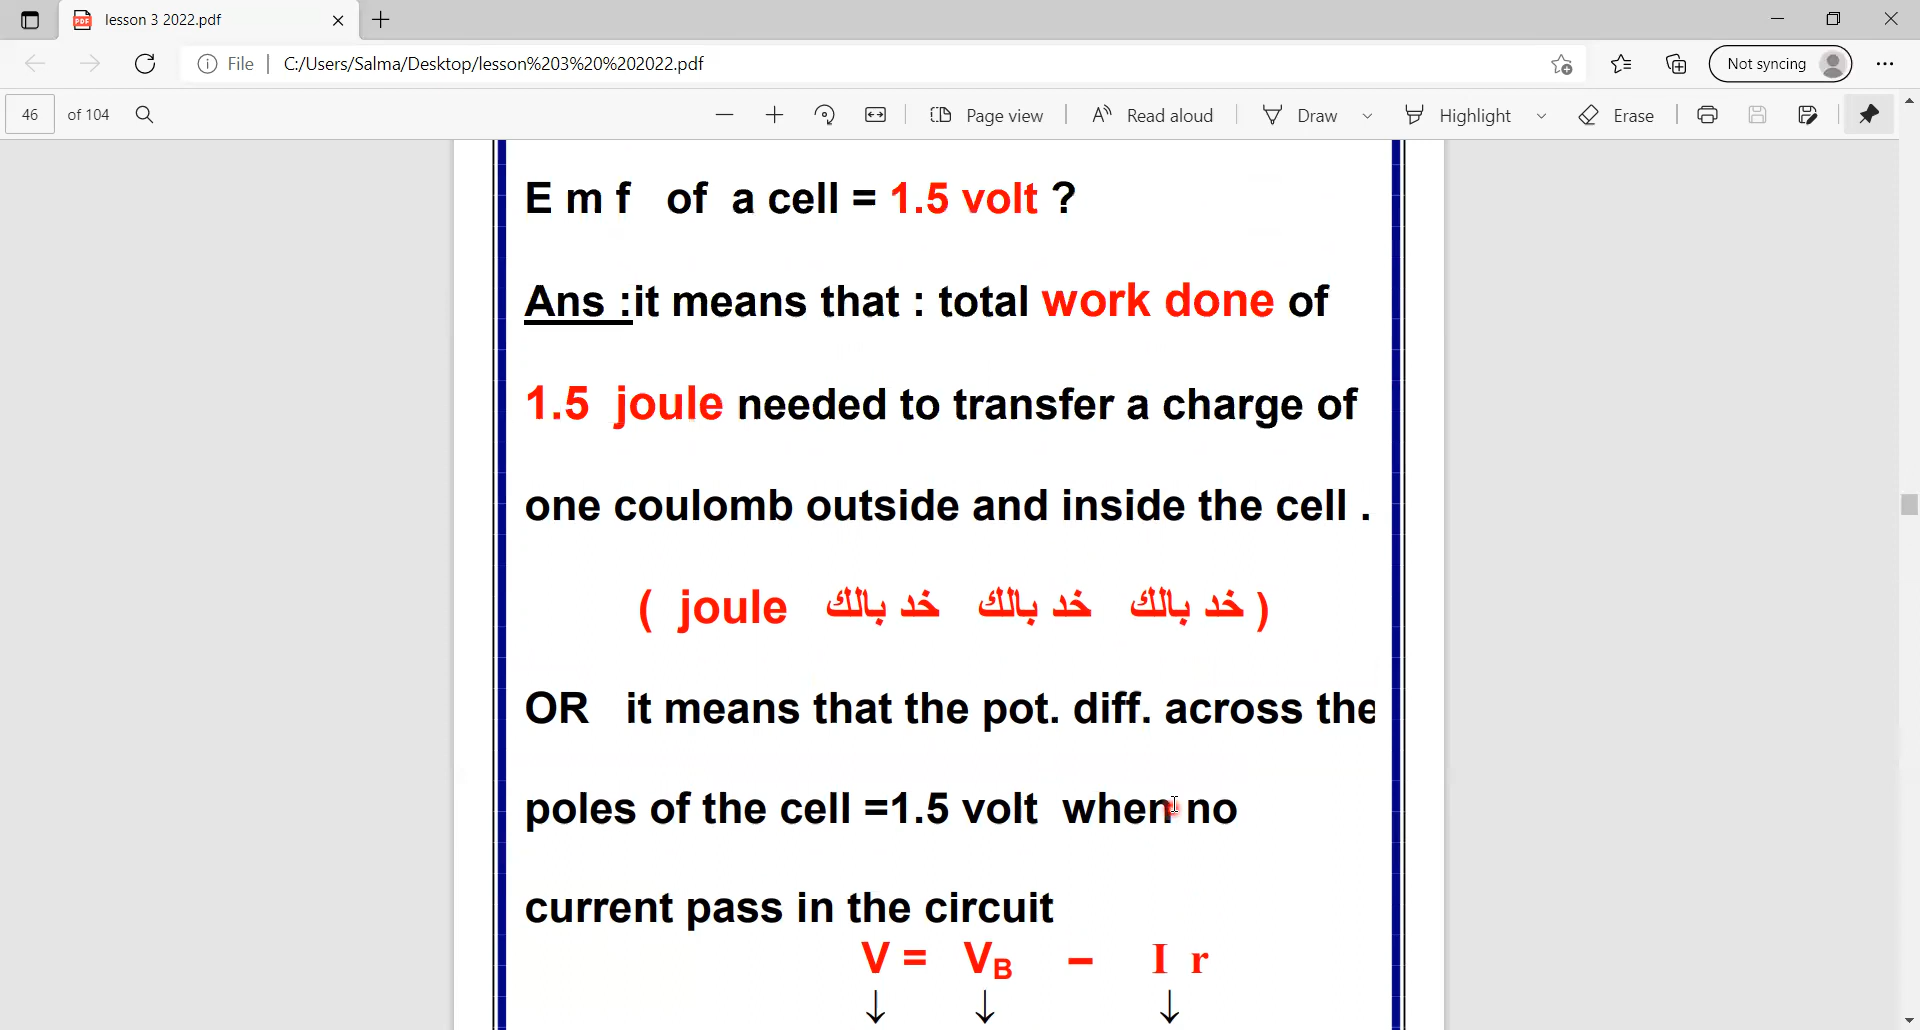 lesson 3 2022.pdf
File | C:/Users/Salma/Desktop/lesson%203%20%202022.pdf
Not syncing
46 of 104
Page view
Read aloud
Draw
Highlight
Erase
E m f of a cell = 1.5 volt ?
Ans :it means that : total work done of
1.5 joule needed to transfer a charge of
one coulomb outside and inside the cell .
( joule خد بالك خد بالك خد بالك )
OR it means that the pot. diff. across the
poles of the cell =1.5 volt when no
current pass in the circuit
V = VB – I r
↓ ↓ ↓